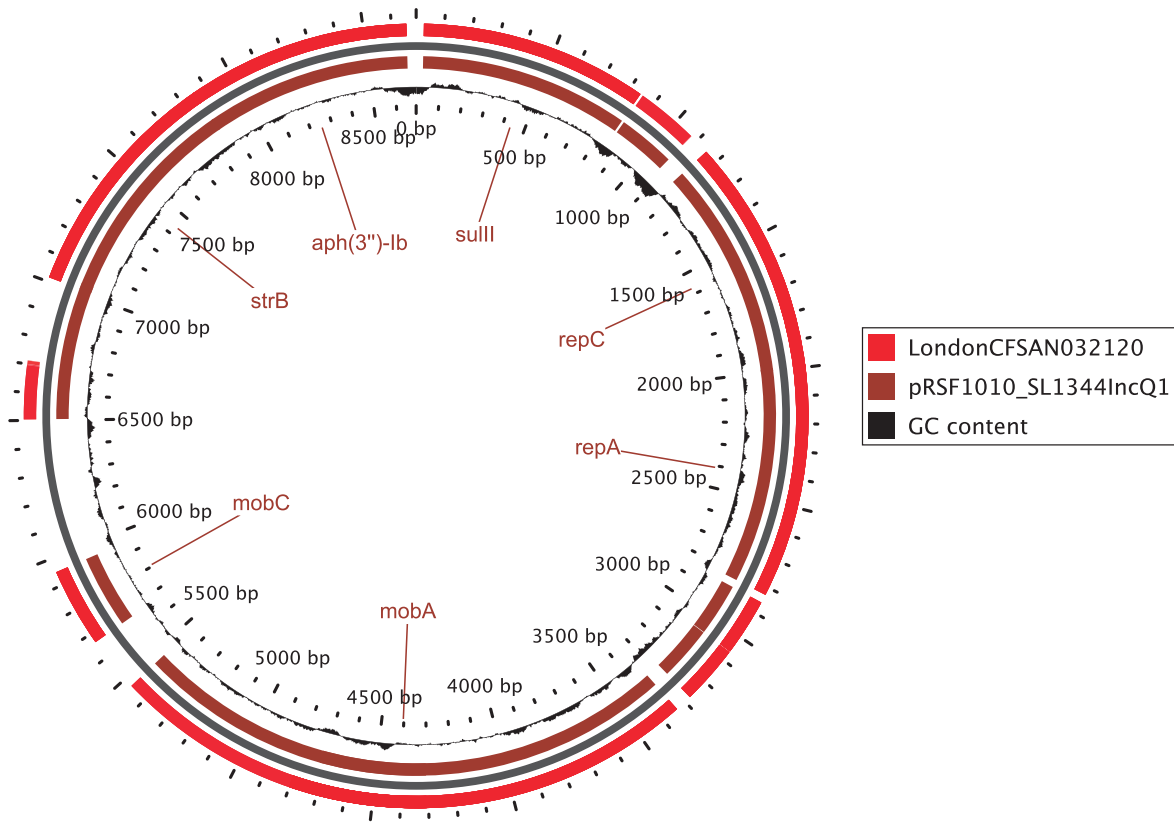 0 bp
500 bp
1000 bp
1500 bp
2000 bp
2500 bp
3000 bp
3500 bp
4000 bp
4500 bp
5000 bp
5500 bp
6000 bp
6500 bp
7000 bp
7500 bp
8000 bp
8500 bp
sulII
repC
repA
mobA
mobC
strB
aph(3")-Ib
LondonCFSAN032120
pRSF1010_SL1344IncQ1
GC content